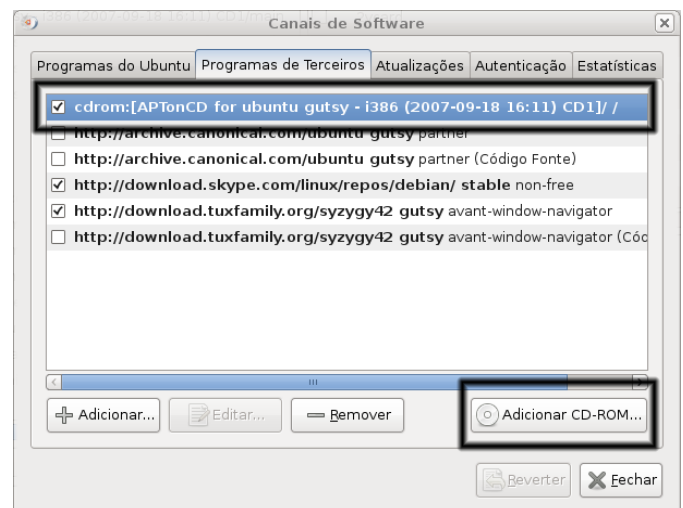 Canais de Software
Programas do Ubuntu Programas de Terceiros Atualizações Autenticação Estatísticas
cdrom:[APTonCD for ubuntu gutsy - i386 (2007-09-18 16:11) CD1]/ /
http://archive.canonical.com/ubuntu gutsy partner
http://archive.canonical.com/ubuntu gutsy partner (Código Fonte)
http://download.skype.com/linux/repos/debian/ stable non-free
http://download.tuxfamily.org/syzygy42 gutsy avant-window-navigator
http://download.tuxfamily.org/syzygy42 gutsy avant-window-navigator (Cóc
Adicionar... Editar... Remover Adicionar CD-ROM...
Reverter Fechar